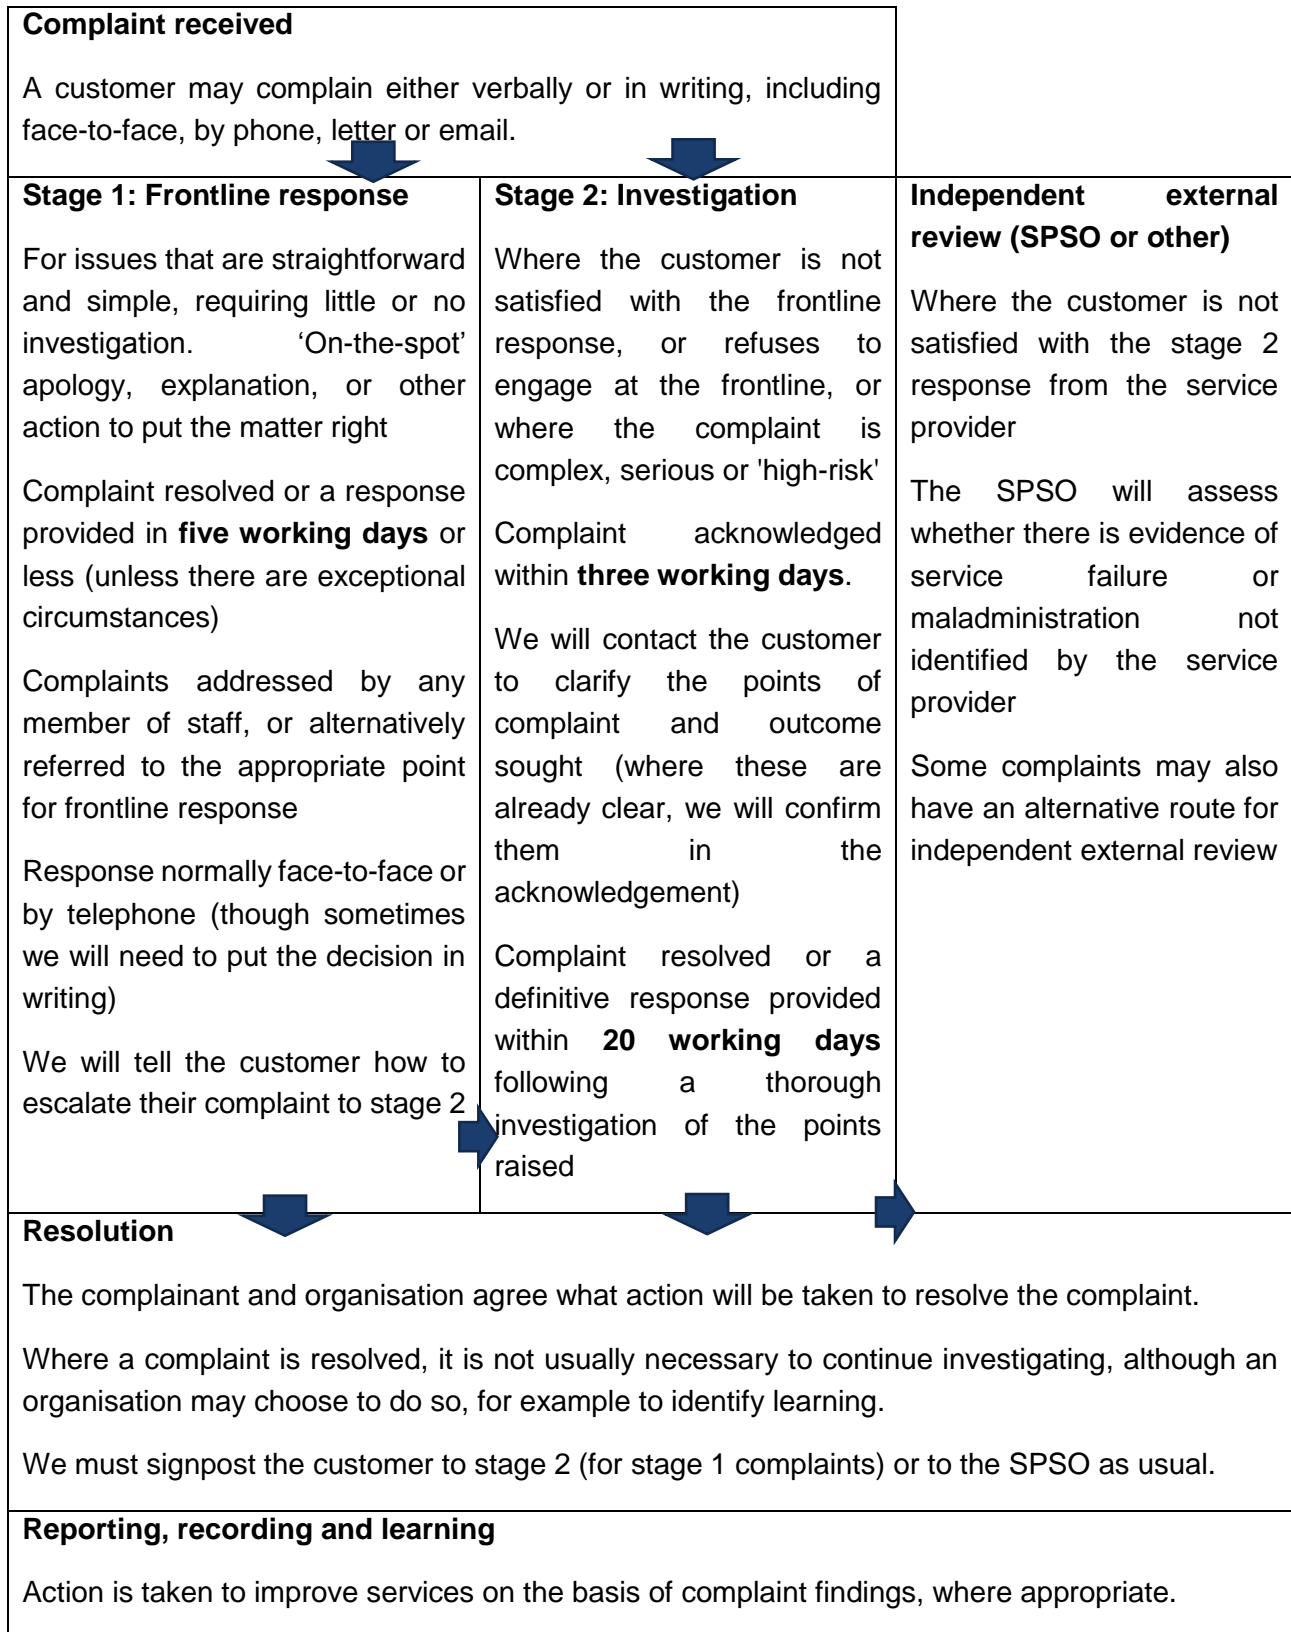 Complaint received
A customer may complain either verbally or in writing, including
face-to-face, by phone, letter or email.
Stage 1: Frontline response
For issues that are straightforward
and simple, requiring little or no
investigation. ‘On-the-spot’
apology, explanation, or other
action to put the matter right
Complaint resolved or a response
provided in five working days or
less (unless there are exceptional
circumstances)
Complaints addressed by any
member of staff, or alternatively
referred to the appropriate point
for frontline response
Response normally face-to-face or
by telephone (though sometimes
we will need to put the decision in
writing)
We will tell the customer how to
escalate their complaint to stage 2
Stage 2: Investigation
Where the customer is not
satisfied with the frontline
response, or refuses to
engage at the frontline, or
where the complaint is
complex, serious or 'high-risk'
Complaint acknowledged
within three working days.
We will contact the customer
to clarify the points of
complaint and outcome
sought (where these are
already clear, we will confirm
them in the
acknowledgement)
Complaint resolved or a
definitive response provided
within 20 working days
following a thorough
investigation of the points
raised
Independent external
review (SPSO or other)
Where the customer is not
satisfied with the stage 2
response from the service
provider
The SPSO will assess
whether there is evidence of
service failure or
maladministration not
identified by the service
provider
Some complaints may also
have an alternative route for
independent external review
Resolution
The complainant and organisation agree what action will be taken to resolve the complaint.
Where a complaint is resolved, it is not usually necessary to continue investigating, although an
organisation may choose to do so, for example to identify learning.
We must signpost the customer to stage 2 (for stage 1 complaints) or to the SPSO as usual.
Reporting, recording and learning
Action is taken to improve services on the basis of complaint findings, where appropriate.